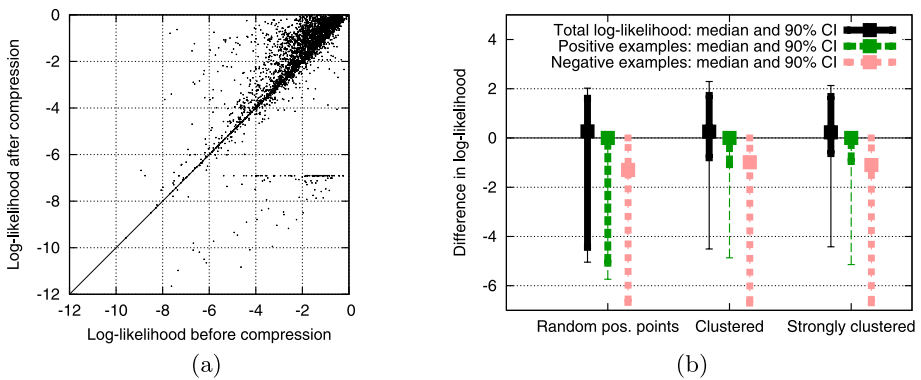 Log-likelihood after compression
0
-2
-4
-6
-8
-10
-12
-12 -10 -8 -6 -4 -2 0
Log-likelihood before compression
(a)
Difference in log-likelihood
4
2
0
-2
-4
-6
Total log-likelihood: median and 90% CI
Positive examples: median and 90% CI
Negative examples: median and 90% CI
Random pos. points Clustered Strongly clustered
(b)